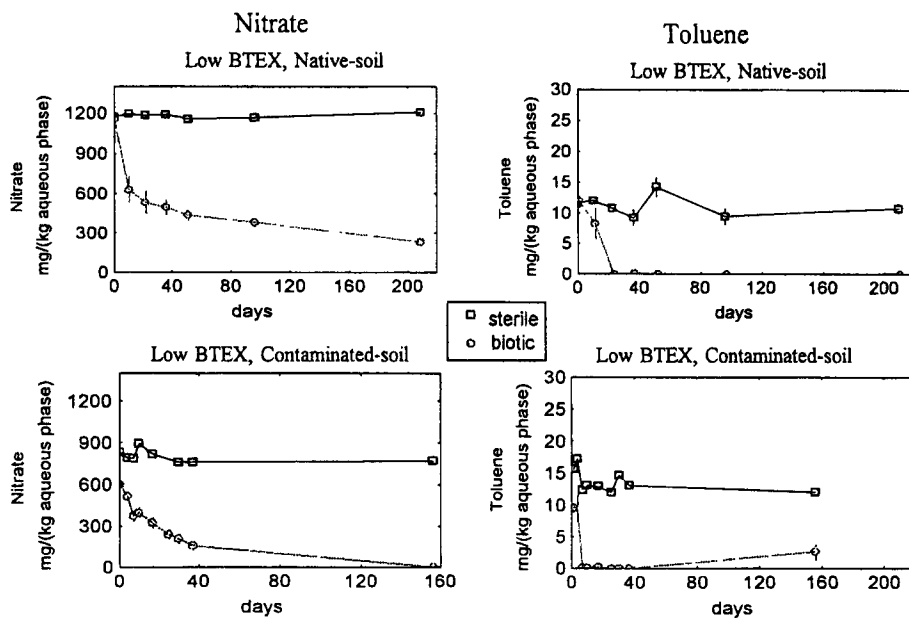 Nitrate
Low BTEX, Native-soil
Nitrate
mg/(kg aqueous phase)
1200
900
600
300
0
0 40 80 120 160 200
days
Toluene
Low BTEX, Native-soil
Toluene
mg/(kg aqueous phase)
30
25
20
15
10
5
0
0 40 80 120 160 200
days
sterile
biotic
Low BTEX, Contaminated-soil
Nitrate
mg/(kg aqueous phase)
1200
900
600
300
0
0 40 80 120 160
days
Low BTEX, Contaminated-soil
Toluene
mg/(kg aqueous phase)
30
25
20
15
10
5
0
0 40 80 120 160 200
days